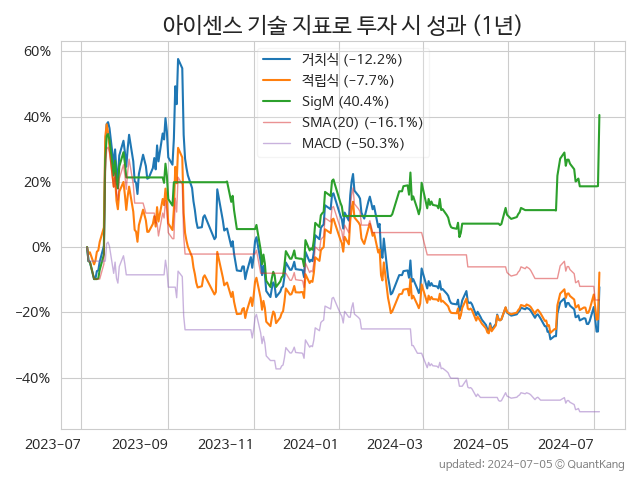 아이센스 기술 지표로 투자 시 성과 (1년)
거치식 (−12.2%)
적립식 (−7.7%)
SigM (40.4%)
SMA(20) (−16.1%)
MACD (−50.3%)
60%
40%
20%
0%
−20%
−40%
2023−07
2023−09
2023−11
2024−01
2024−03
2024−05
2024−07
updated: 2024−07−05 © QuantKang